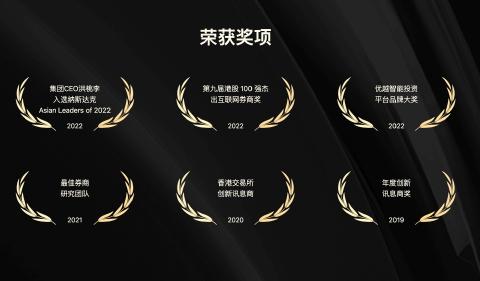 荣获奖项
集团CEO洪桃李
入选纳斯达克
Asian Leaders of 2022
2022
第九届港股 100 强杰
出互联网券商奖
2022
优越智能投资
平台品牌大奖
2022
最佳券商
研究团队
2021
香港交易所
创新讯息商
2020
年度创新
讯息商奖
2019